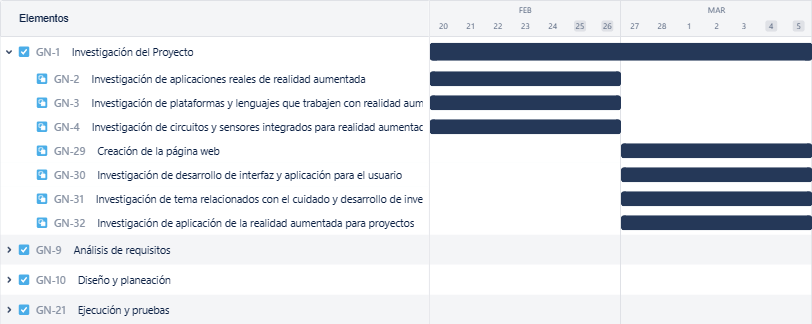 Elementos
FEB MAR
20 21 22 23 24 25 26 27 28 1 2 3 4 5
GN-1 Investigación del Proyecto
GN-2 Investigación de aplicaciones reales de realidad aumentada
GN-3 Investigación de plataformas y lenguajes que trabajen con realidad aum
GN-4 Investigación de circuitos y sensores integrados para realidad aumentac
GN-29 Creación de la página web
GN-30 Investigación de desarrollo de interfaz y aplicación para el usuario
GN-31 Investigación de tema relacionados con el cuidado y desarrollo de inve
GN-32 Investigación de aplicación de la realidad aumentada para proyectos
GN-9 Análisis de requisitos
GN-10 Diseño y planeación
GN-21 Ejecución y pruebas